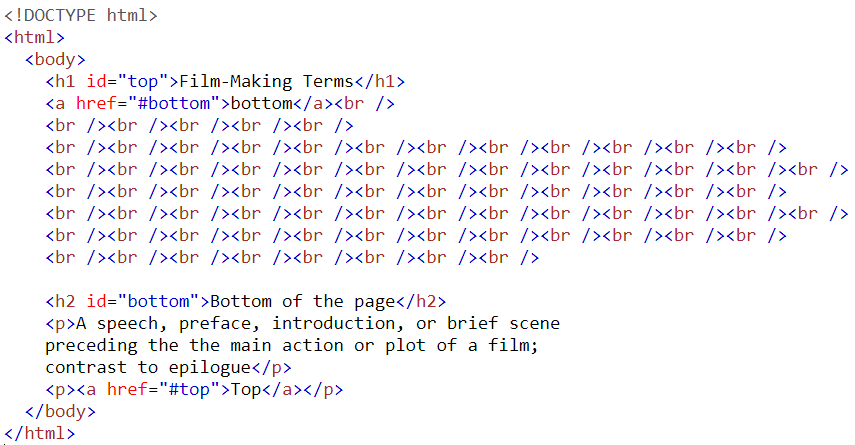 <!DOCTYPE html>
<html>
  <body>
    <h1 id="top">Film-Making Terms</h1>
    <a href="#bottom">bottom</a><br />
    <br /><br /><br /><br /><br />
    <br /><br /><br /><br /><br /><br /><br /><br /><br /><br /><br /><br />
    <br /><br /><br /><br /><br /><br /><br /><br /><br /><br /><br /><br /><br />
    <br /><br /><br /><br /><br /><br /><br /><br /><br /><br /><br /><br />
    <br /><br /><br /><br /><br /><br /><br /><br /><br /><br /><br /><br /><br />
    <br /><br /><br /><br /><br /><br /><br /><br /><br /><br /><br /><br />
    <br /><br /><br /><br /><br /><br /><br /><br />

    <h2 id="bottom">Bottom of the page</h2>
    <p>A speech, preface, introduction, or brief scene
    preceding the the main action or plot of a film;
    contrast to epilogue</p>
    <p><a href="#top">Top</a></p>
  </body>
</html>